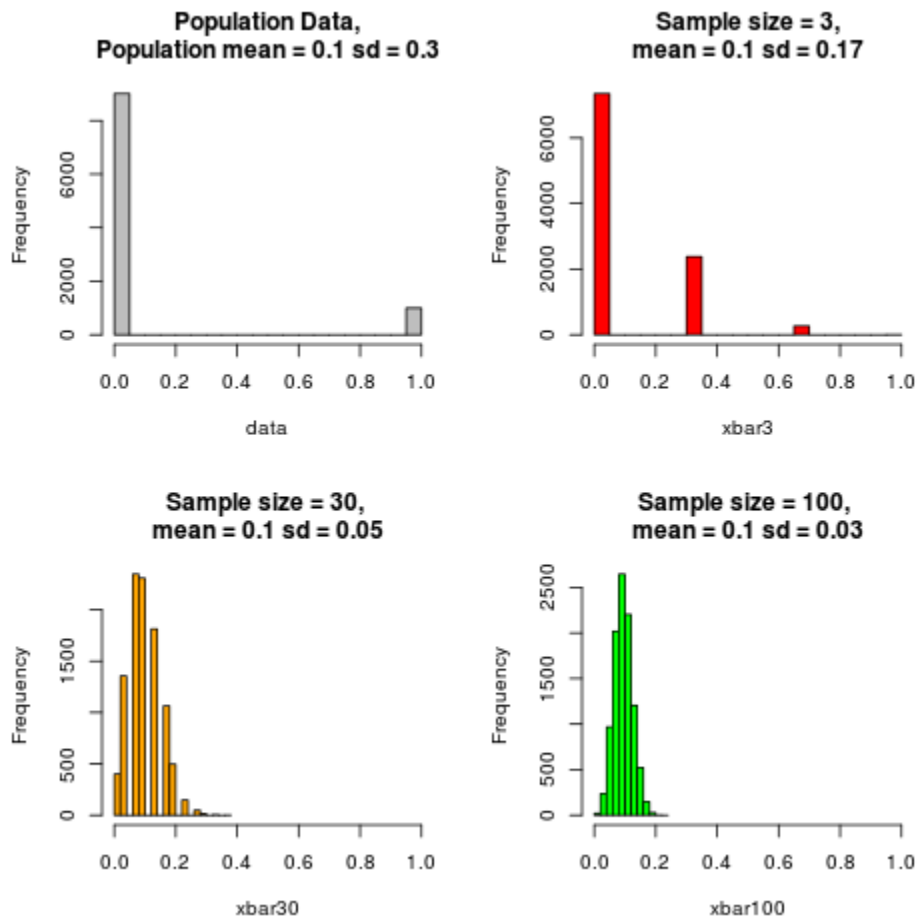 Population Data,
Population mean = 0.1 sd = 0.3
Frequency
6000
2000
0
0.0 0.2 0.4 0.6 0.8 1.0
data
Sample size = 3,
mean = 0.1 sd = 0.17
Frequency
6000
4000
2000
0
0.0 0.2 0.4 0.6 0.8 1.0
xbar3
Sample size = 30,
mean = 0.1 sd = 0.05
Frequency
1500
500
0
0.0 0.2 0.4 0.6 0.8 1.0
xbar30
Sample size = 100,
mean = 0.1 sd = 0.03
Frequency
2500
1500
500
0
0.0 0.2 0.4 0.6 0.8 1.0
xbar100